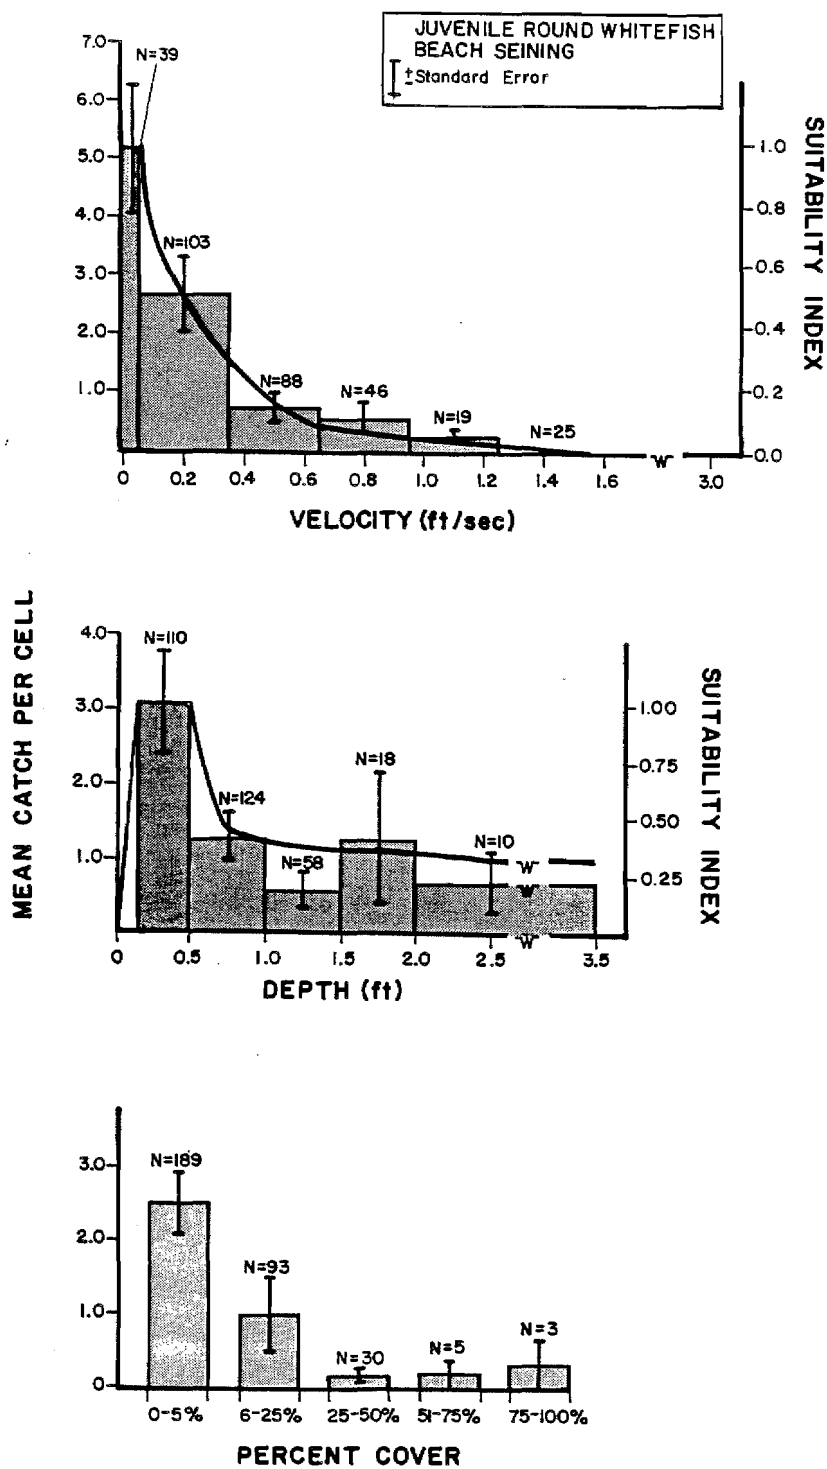 JUVENILE ROUND WHITEFISH
BEACH SEINING
± Standard Error
7.0
6.0
5.0
4.0
3.0
2.0
1.0
N=39
N=103
N=88
N=46
N=19
N=25
1.0
0.8
0.6
0.4
0.2
0.0
SUITABILITY INDEX
0 0.2 0.4 0.6 0.8 1.0 1.2 1.4 1.6 3.0
VELOCITY (ft/sec)
MEAN CATCH PER CELL
4.0
3.0
2.0
1.0
N=110
N=124
N=58
N=18
N=10
1.00
0.75
0.50
0.25
SUITABILITY INDEX
0 0.5 1.0 1.5 2.0 2.5 3.5
DEPTH (ft)
3.0
2.0
1.0
0
N=189
N=93
N=30
N=5
N=3
0-5% 6-25% 25-50% 51-75% 75-100%
PERCENT COVER